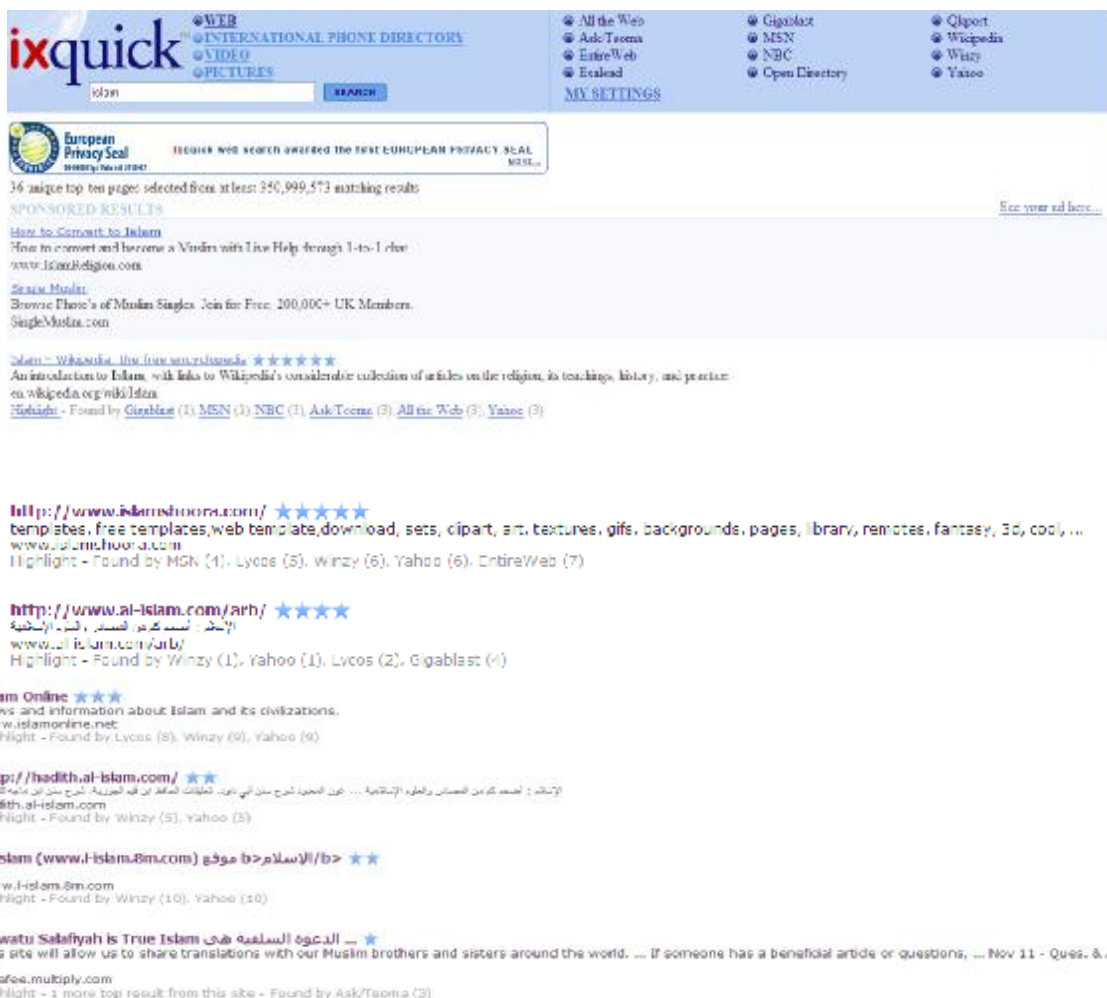 ixquick
WEB
INTERNATIONAL PHONE DIRECTORY
VIDEO
PICTURES
islam
SEARCH
All the Web
Ask/Teoma
EntireWeb
Exalead
MY SETTINGS
Gigablast
MSN
NBC
Open Directory
Qkport
Wikipedia
Winzy
Yahoo
European
Privacy Seal
Ixquick web search awarded the first EUROPEAN PRIVACY SEAL
MORE...
36 unique top ten pages selected from at least 350,999,573 matching results
SPONSORED RESULTS
See your ad here...
How to Convert to Islam
How to convert and become a Muslim with Live Help through 1-to-1 chat
www.IslamReligion.com
Single Muslim
Browse Photo's of Muslim Singles. Join for Free. 200,000+ UK Members.
SingleMuslim.com
Islam - Wikipedia, the free encyclopedia
An introduction to Islam, with links to Wikipedia's considerable collection of articles on the religion, its teachings, history, and practice
en.wikipedia.org/wiki/Islam
Highlight - Found by Gigablast (1), MSN (1), NBC (1), Ask/Teoma (3), All the Web (3), Yahoo (3)
http://www.islamshoora.com/
templates, free templates,web template,download, sets, clipart, art, textures, gifs, backgrounds, pages, library, remotes, fantasy, 3d, cool, ...
www.islamshoora.com
Highlight - Found by MSN (4), Lycos (5), Winzy (6), Yahoo (6), EntireWeb (7)
http://www.al-islam.com/arb/
www.al-islam.com/arb/
Highlight - Found by Winzy (1), Yahoo (1), Lycos (2), Gigablast (4)
am Online
ws and information about Islam and its civilizations.
w.islamonline.net
hlight - Found by Lycos (8), Winzy (9), Yahoo (9)
p://hadith.al-islam.com/
dith.al-islam.com
hlight - Found by Winzy (5), Yahoo (5)
slam (www.l-islam.8m.com) موقع b>الاسلام/b>
w.l-islam.8m.com
hlight - Found by Winzy (10), Yahoo (10)
watu Salafiyah is True Islam الدعوة السلفية هى ...
s site will allow us to share translations with our Muslim brothers and sisters around the world. ... If someone has a beneficial article or questions, ... Nov 11 - Ques. &
afee.multiply.com
hlight - 1 more top result from this site - Found by Ask/Teoma (3)